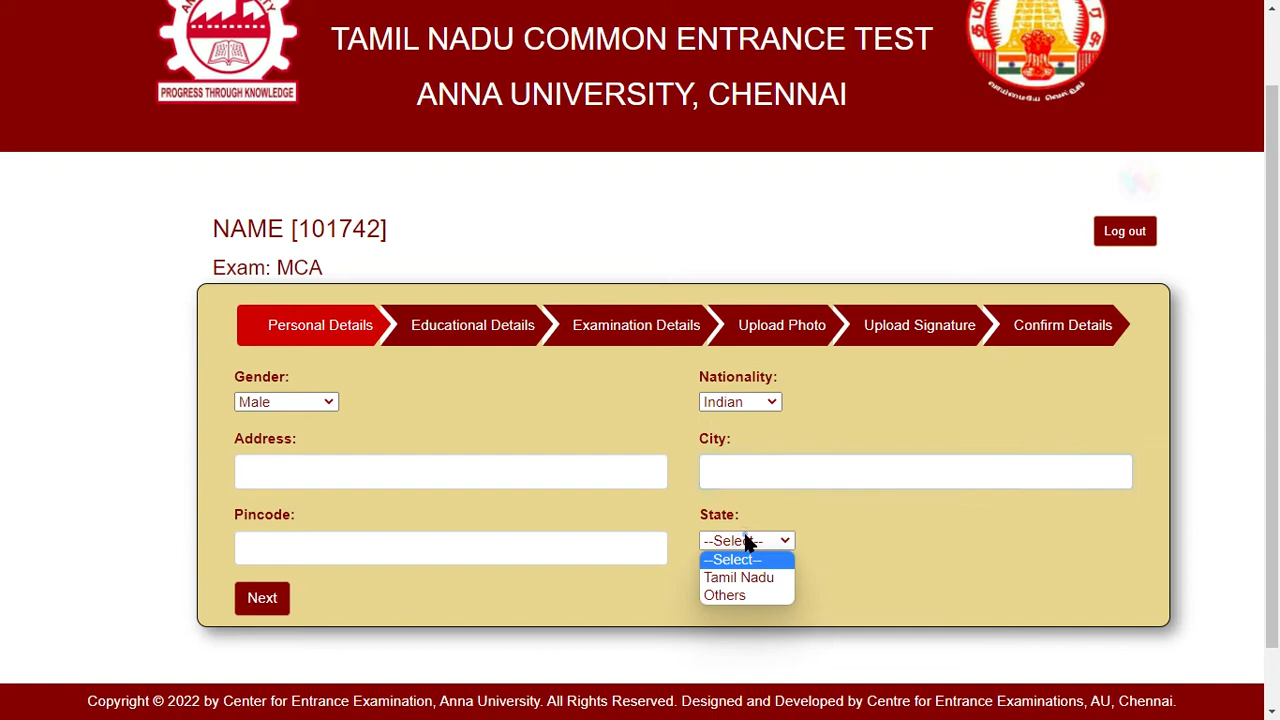 PROGRESS THROUGH KNOWLEDGE
TAMIL NADU COMMON ENTRANCE TEST
ANNA UNIVERSITY, CHENNAI
NAME [101742]
Log out
Exam: MCA
Personal Details
Educational Details
Examination Details
Upload Photo
Upload Signature
Confirm Details
Gender:
Nationality:
Male
Indian
Address:
City:
Pincode:
State:
--Select--
--Select--
Tamil Nadu
Others
Next
Copyright © 2022 by Center for Entrance Examination, Anna University. All Rights Reserved. Designed and Developed by Centre for Entrance Examinations, AU, Chennai.